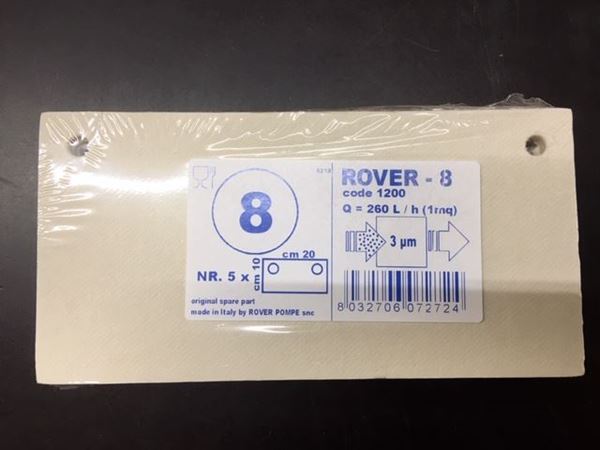 8
NR. 5 x
cm 10
cm 20
original spare part
made in Italy by ROVER POMPE snc
ROVER - 8
code 1200
Q = 260 L / h (1mq)
3 µm
8 032706 072724